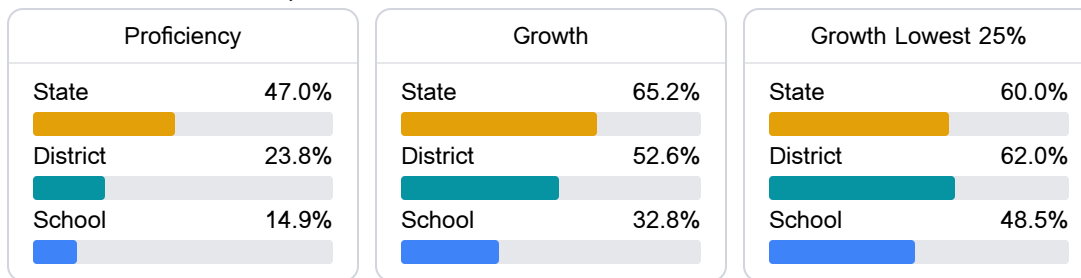 Proficiency
State 47.0%
District 23.8%
School 14.9%
Growth
State 65.2%
District 52.6%
School 32.8%
Growth Lowest 25%
State 60.0%
District 62.0%
School 48.5%